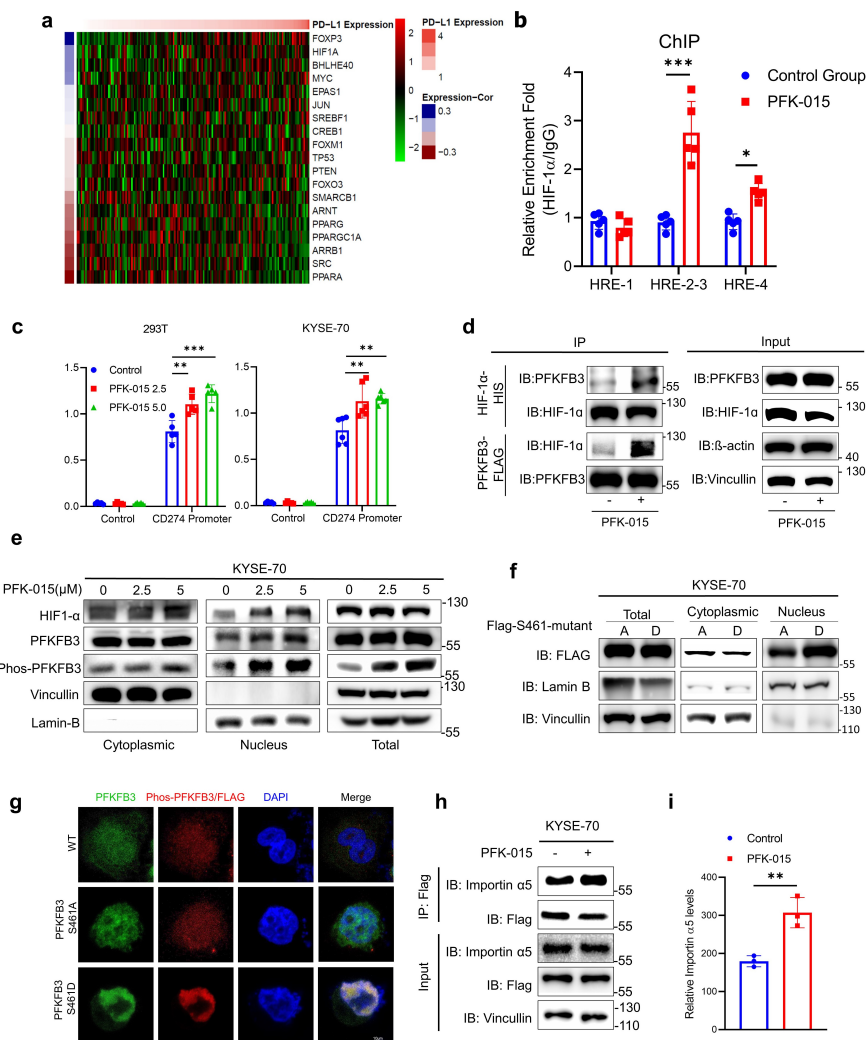 a
PD-L1 Expression
FOXP3
HIF1A
BHLHE40
MYC
EPAS1
JUN
SREBF1
CREB1
FOXM1
TP53
PTEN
FOXO3
SMARCB1
ARNT
PPARG
PPARGC1A
ARRB1
SRC
PPARA
2
1
0
-1
-2
PD-L1 Expression
4
1
Expression-Cor
0.3
-0.3
b
ChIP
Relative Enrichment Fold
(HIF-1α/IgG)
4
3
2
1
0
***
*
Control Group
PFK-015
HRE-1 HRE-2-3 HRE-4
c
293T
1.5
1.0
0.5
0.0
Control
PFK-015 2.5
PFK-015 5.0
***
**
Control CD274 Promoter
KYSE-70
1.5
1.0
0.5
0.0
**
**
Control CD274 Promoter
d
IP Input
HIF-1α-
HIS
IB:PFKFB3 -55
IB:HIF-1α -130
PFKFB3-
FLAG
IB:HIF-1α -130
IB:PFKFB3 -55
- +
PFK-015
IB:PFKFB3 -55
IB:HIF-1α -130
IB:ß-actin 40
IB:Vincullin -130
- +
PFK-015
e
KYSE-70
PFK-015(μM) 0 2.5 5 0 2.5 5 0 2.5 5
HIF1-α -130
PFKFB3 -55
Phos-PFKFB3 -55
Vincullin -130
Lamin-B -55
Cytoplasmic Nucleus Total
f
KYSE-70
Total Cytoplasmic Nucleus
Flag-S461-mutant A D A D A D
IB: FLAG -55
IB: Lamin B -55
IB: Vincullin -130
-110
g
PFKFB3 Phos-PFKFB3/FLAG DAPI Merge
WT
PFKFB3
S461A
PFKFB3
S461D
h
KYSE-70
PFK-015 - +
IP: Flag
IB: Importin α5 -55
IB: Flag -55
Input
IB: Importin α5 -55
IB: Flag -55
IB: Vincullin -130
-110
i
Control
PFK-015
Relative Importin α5 levels
400
300
200
100
0
**